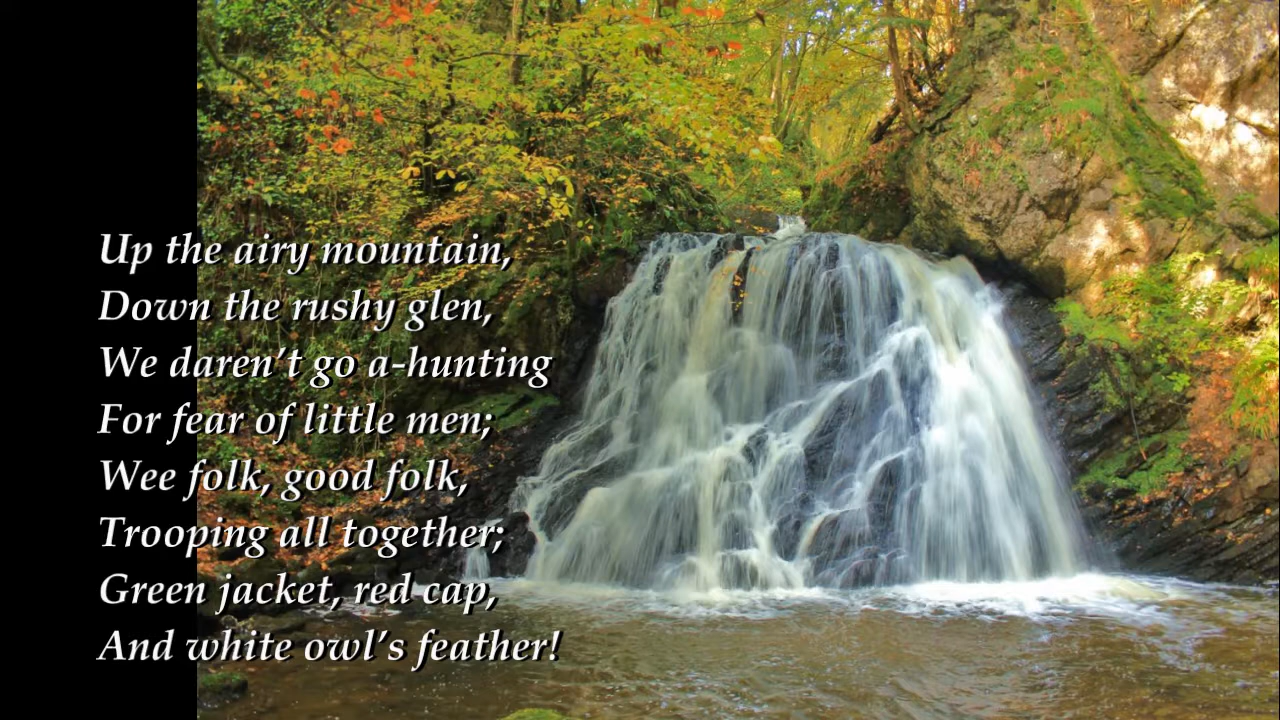 Up the airy mountain,
Down the rushy glen,
We daren’t go a-hunting
For fear of little men;
Wee folk, good folk,
Trooping all together;
Green jacket, red cap,
And white owl’s feather!